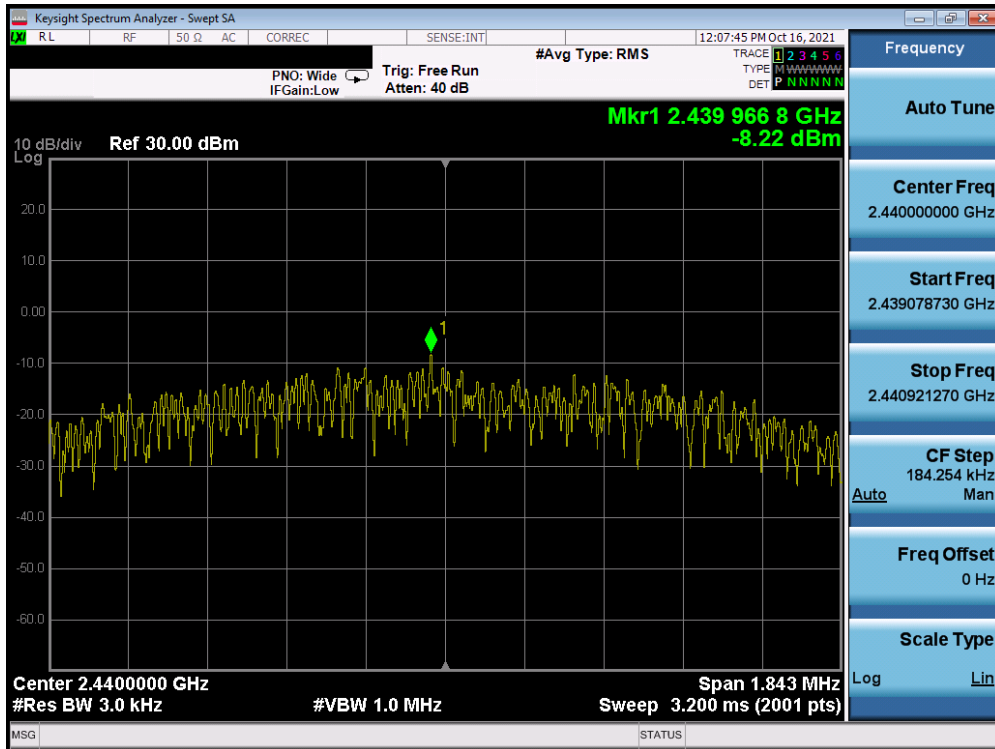 Keysight Spectrum Analyzer - Swept SA
LXI RL RF 50 Ω AC CORREC SENSE:INT 12:07:45 PM Oct 16, 2021
#Avg Type: RMS
TRACE 1 2 3 4 5 6
TYPE M W W W W W
DET P N N N N N
PNO: Wide
IFGain:Low
Trig: Free Run
Atten: 40 dB
Mkr1 2.439 966 8 GHz
-8.22 dBm
10 dB/div
Log
Ref 30.00 dBm
20.0
10.0
0.00
-10.0
-20.0
-30.0
-40.0
-50.0
-60.0
1
Center 2.4400000 GHz
#Res BW 3.0 kHz
#VBW 1.0 MHz
Span 1.843 MHz
Sweep 3.200 ms (2001 pts)
MSG
STATUS
Frequency
Auto Tune
Center Freq
2.440000000 GHz
Start Freq
2.439078730 GHz
Stop Freq
2.440921270 GHz
CF Step
184.254 kHz
Auto Man
Freq Offset
0 Hz
Scale Type
Log Lin